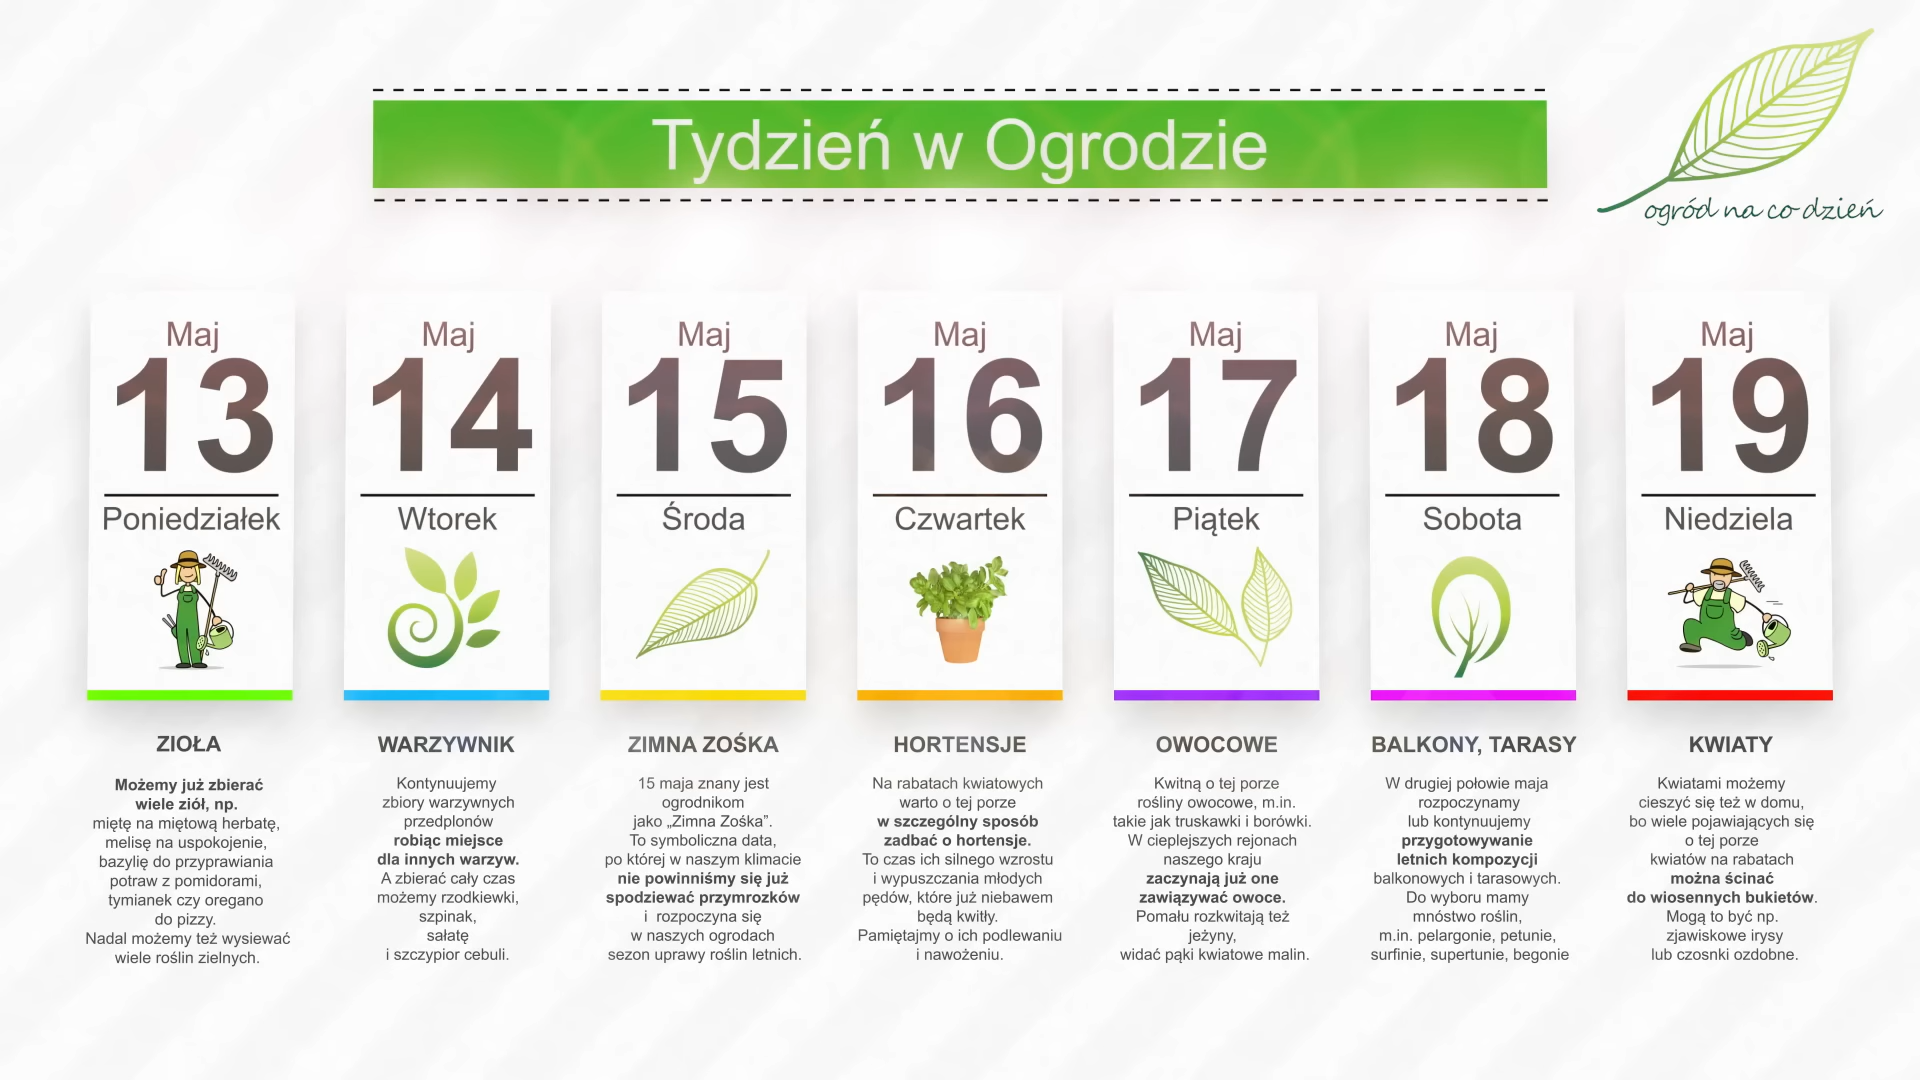 Tydzień w Ogrodzie
ogród na co dzień
Maj
13
Poniedziałek
ZIOŁA
Możemy już zbierać
wiele ziół, np.
miętę na miętową herbatę,
melisę na uspokojenie,
bazylię do przyprawiania
potraw z pomidorami,
tymianek czy oregano
do pizzy.
Nadal możemy też wysiewać
wiele roślin zielnych.
Maj
14
Wtorek
WARZYWNIK
Kontynuujemy
zbiory warzywnych
przedplonów
robiąc miejsce
dla innych warzyw.
A zbierać cały czas
możemy rzodkiewki,
szpinak,
sałatę
i szczypior cebuli.
Maj
15
Środa
ZIMNA ZOŚKA
15 maja znany jest
ogrodnikom
jako „Zimna Zośka”.
To symboliczna data,
po której w naszym klimacie
nie powinniśmy się już
spodziewać przymrozków
i rozpoczyna się
w naszych ogrodach
sezon uprawy roślin letnich.
Maj
16
Czwartek
HORTENSJE
Na rabatach kwiatowych
warto o tej porze
w szczególny sposób
zadbać o hortensje.
To czas ich silnego wzrostu
i wypuszczania młodych
pędów, które już niebawem
będą kwitły.
Pamiętajmy o ich podlewaniu
i nawożeniu.
Maj
17
Piątek
OWOCOWE
Kwitną o tej porze
rośliny owocowe, m.in.
takie jak truskawki i borówki.
W cieplejszych rejonach
naszego kraju
zaczynają już one
zawiązywać owoce.
Pomału rozkwitają też
jeżyny,
widać pąki kwiatowe malin.
Maj
18
Sobota
BALKONY, TARASY
W drugiej połowie maja
rozpoczynamy
lub kontynuujemy
przygotowywanie
letnich kompozycji
balkonowych i tarasowych.
Do wyboru mamy
mnóstwo roślin,
m.in. pelargonie, petunie,
surfinie, supertunie, begonie
Maj
19
Niedziela
KWIATY
Kwiatami możemy
cieszyć się też w domu,
bo wiele pojawiających się
o tej porze
kwiatów na rabatach
można ścinać
do wiosennych bukietów.
Mogą to być np.
zjawiskowe irysy
lub czosnki ozdobne.